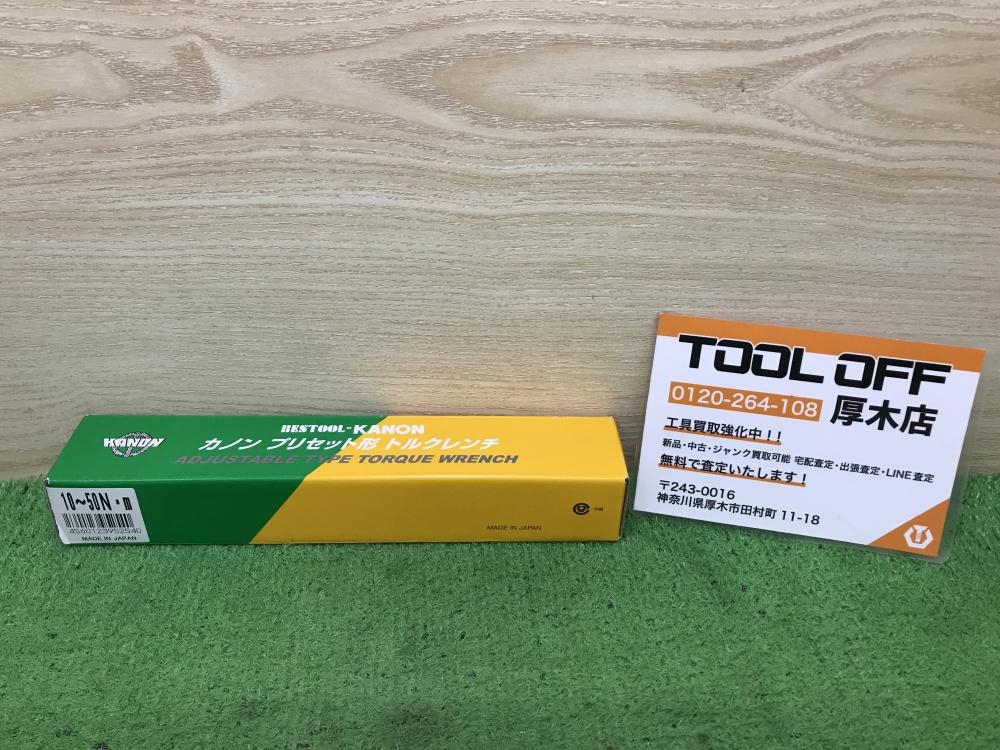 KANON
BESTOOL-KANON
カノン プリセット形 トルクレンチ
ADJUSTABLE TYPE TORQUE WRENCH
10～50N・m
4560123952540
MADE IN JAPAN
外箱
MADE IN JAPAN
TOOL OFF
0120-264-108 厚木店
工具買取強化中！！
新品・中古・ジャンク買取可能 宅配査定・出張査定・LINE査定
無料で査定いたします！
〒243-0016
神奈川県厚木市田村町 11-18